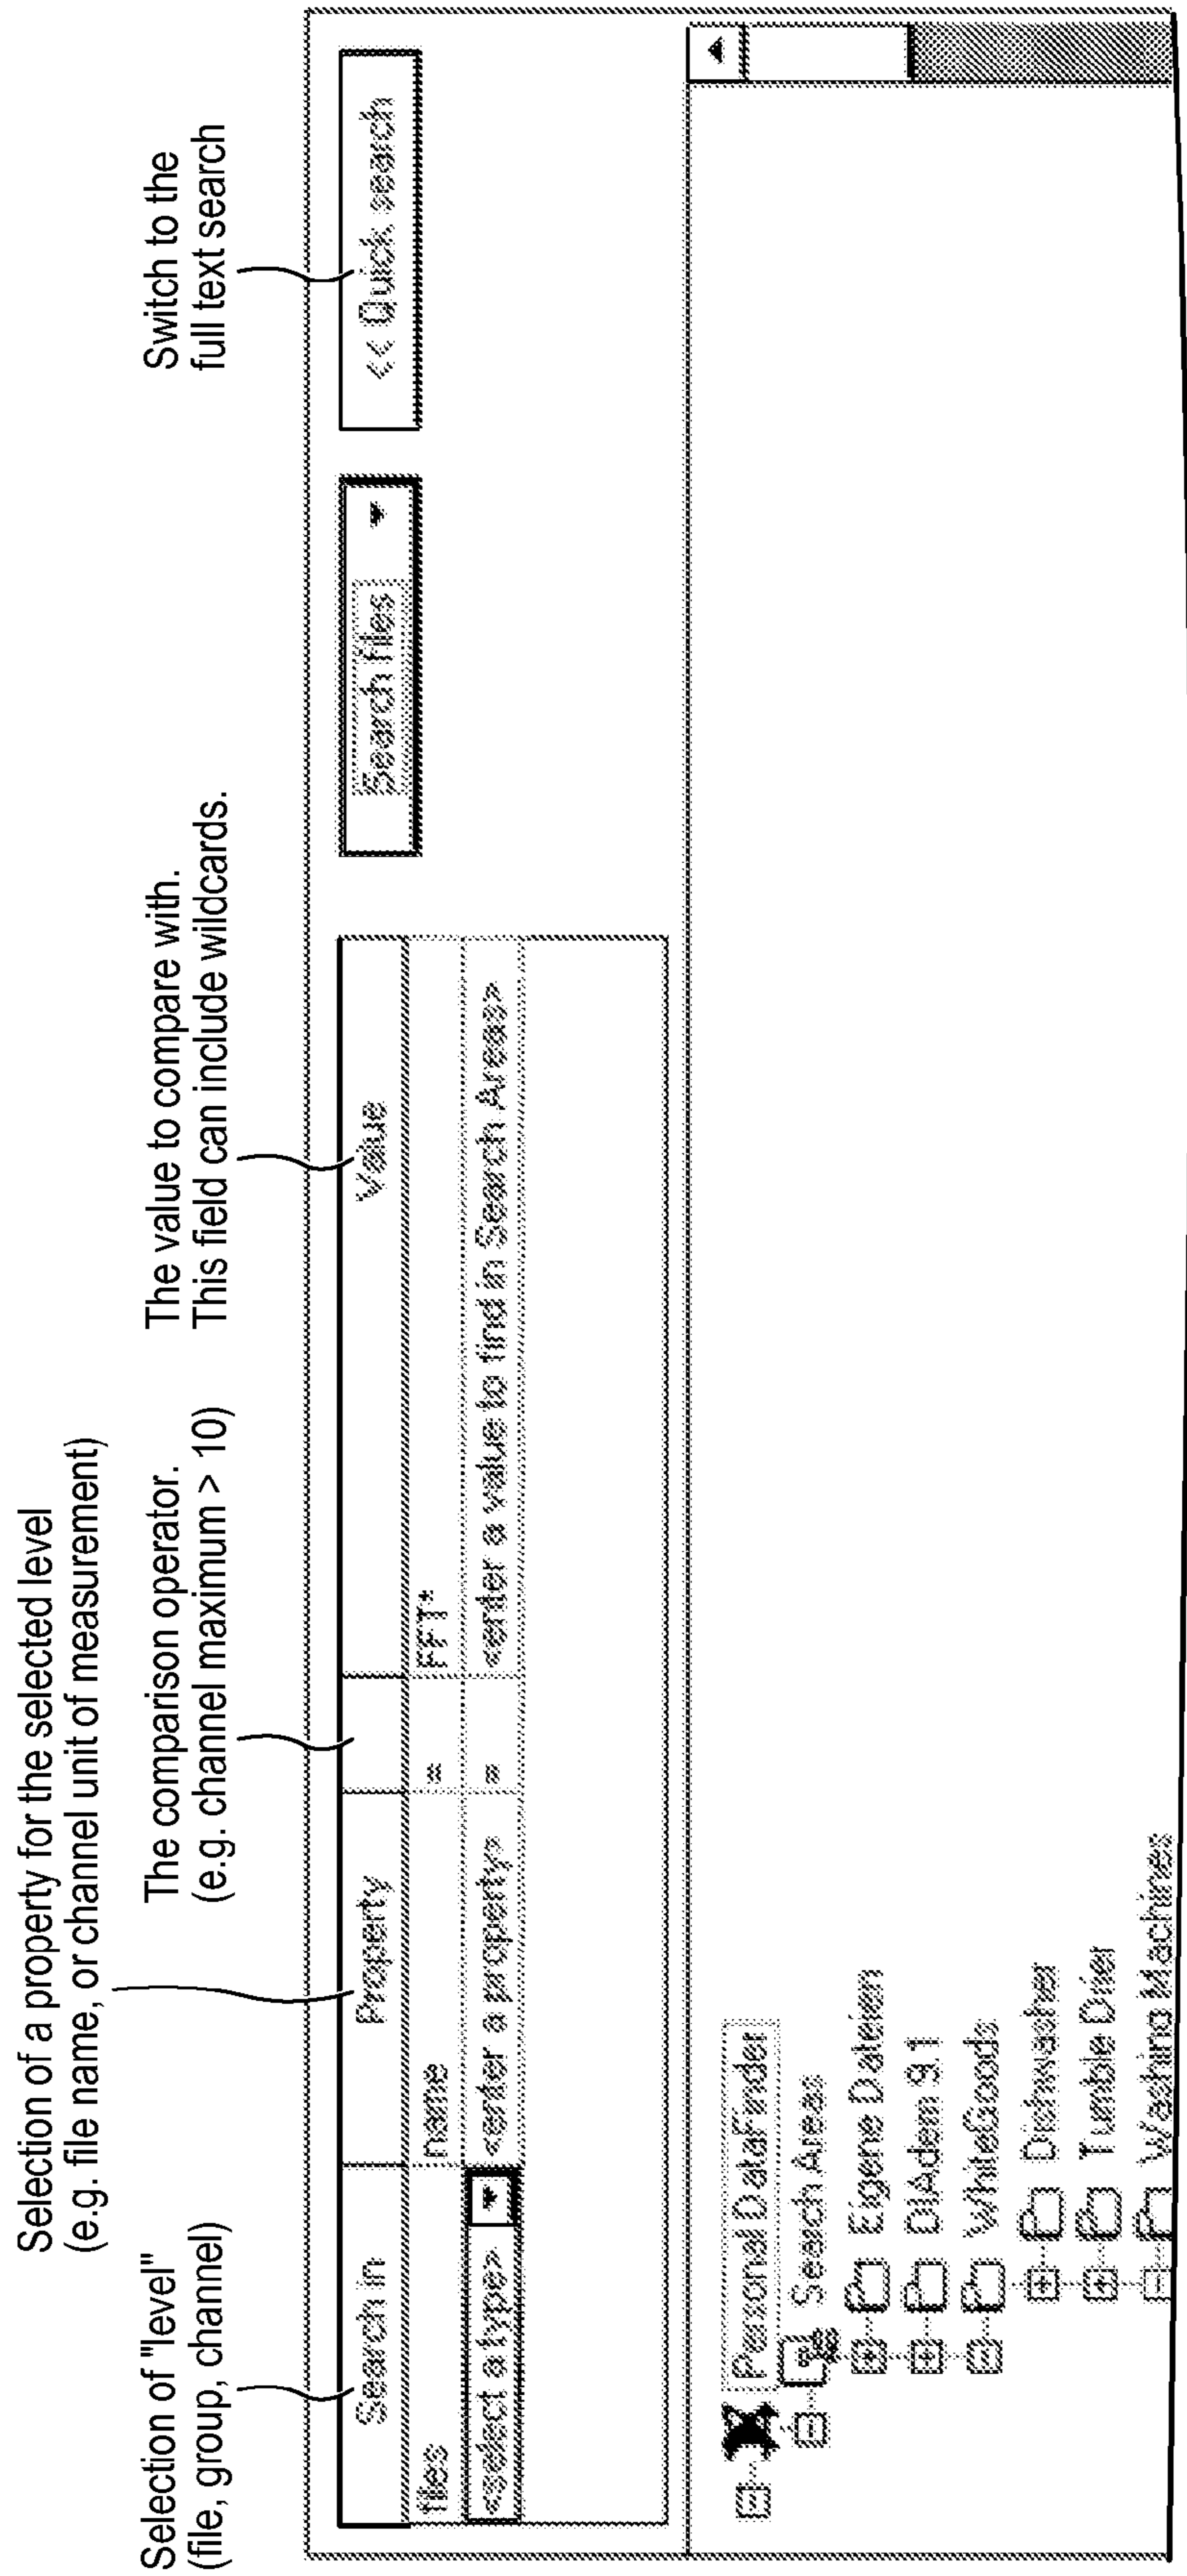 Selection of a property for the selected level
(e.g. file name, or channel unit of measurement)
Selection of "level"
(file, group, channel)
The comparison operator.
(e.g. channel maximum > 10)
The value to compare with.
This field can include wildcards.
Switch to the
full text search
Search in
Property
Value
Search files
<< Quick search
files
name
=
FFT*
<select a type>
<enter a property>
=
<enter a value to find in Search Areas>
Personal DataFinder
Search Areas
Eigene Dateien
DIAdem 9.1
WhiteGoods
Dishwasher
Tumble Drier
Washing Machines